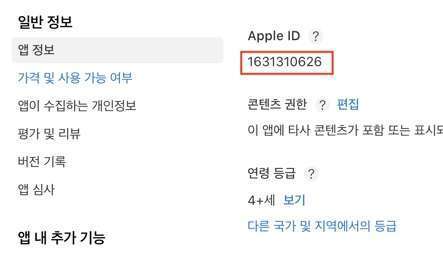 일반 정보
앱 정보
가격 및 사용 가능 여부
앱이 수집하는 개인정보
평가 및 리뷰
버전 기록
앱 심사
앱 내 추가 기능
Apple ID ?
1631310626
콘텐츠 권한 ? 편집
이 앱에 타사 콘텐츠가 포함 또는 표시되
연령 등급 ?
4+세 보기
다른 국가 및 지역에서의 등급